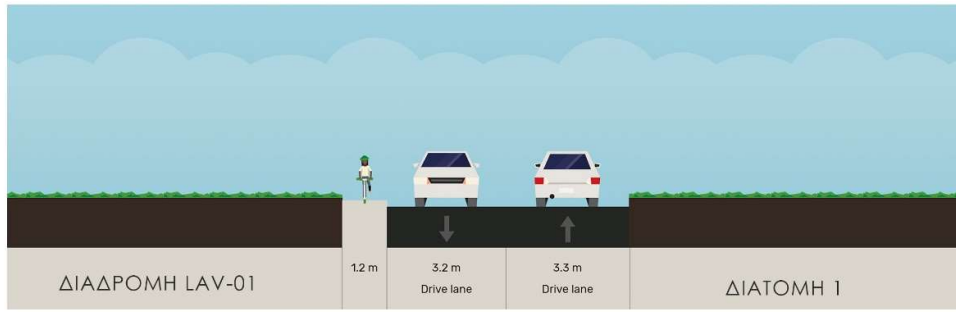 ΔΙΑΔΡΟΜΗ LAV-01
1.2 m
3.2 m
Drive lane
3.3 m
Drive lane
ΔΙΑΤΟΜΗ 1